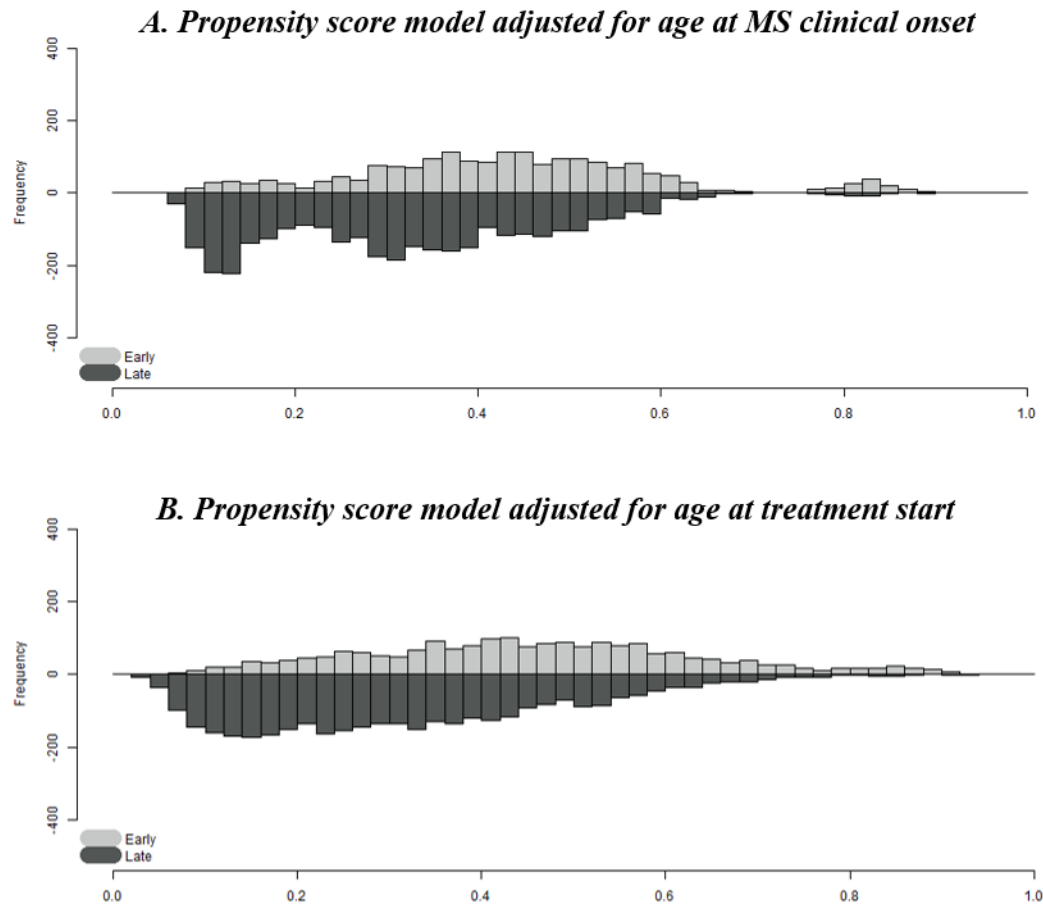 A. Propensity score model adjusted for age at MS clinical onset
400
200
0
-200
-400
Frequency
Early
Late
0.0 0.2 0.4 0.6 0.8 1.0
B. Propensity score model adjusted for age at treatment start
400
200
0
-200
-400
Frequency
Early
Late
0.0 0.2 0.4 0.6 0.8 1.0